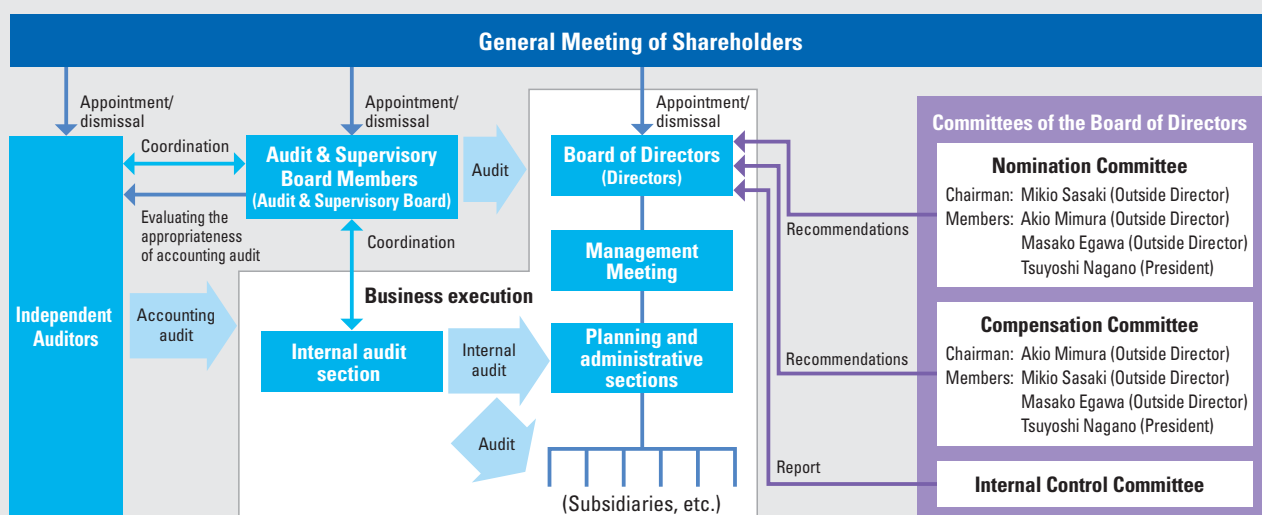 General Meeting of Shareholders
Appointment/
dismissal
Appointment/
dismissal
Appointment/
dismissal
Independent
Auditors
Coordination
Evaluating the
appropriateness
of accounting audit
Accounting
audit
Audit & Supervisory
Board Members
(Audit & Supervisory Board)
Audit
Coordination
Business execution
Internal audit
section
Internal
audit
Audit
Board of Directors
(Directors)
Management
Meeting
Planning and
administrative
sections
(Subsidiaries, etc.)
Recommendations
Recommendations
Report
Committees of the Board of Directors
Nomination Committee
Chairman: Mikio Sasaki (Outside Director)
Members: Akio Mimura (Outside Director)
Masako Egawa (Outside Director)
Tsuyoshi Nagano (President)
Compensation Committee
Chairman: Akio Mimura (Outside Director)
Members: Mikio Sasaki (Outside Director)
Masako Egawa (Outside Director)
Tsuyoshi Nagano (President)
Internal Control Committee